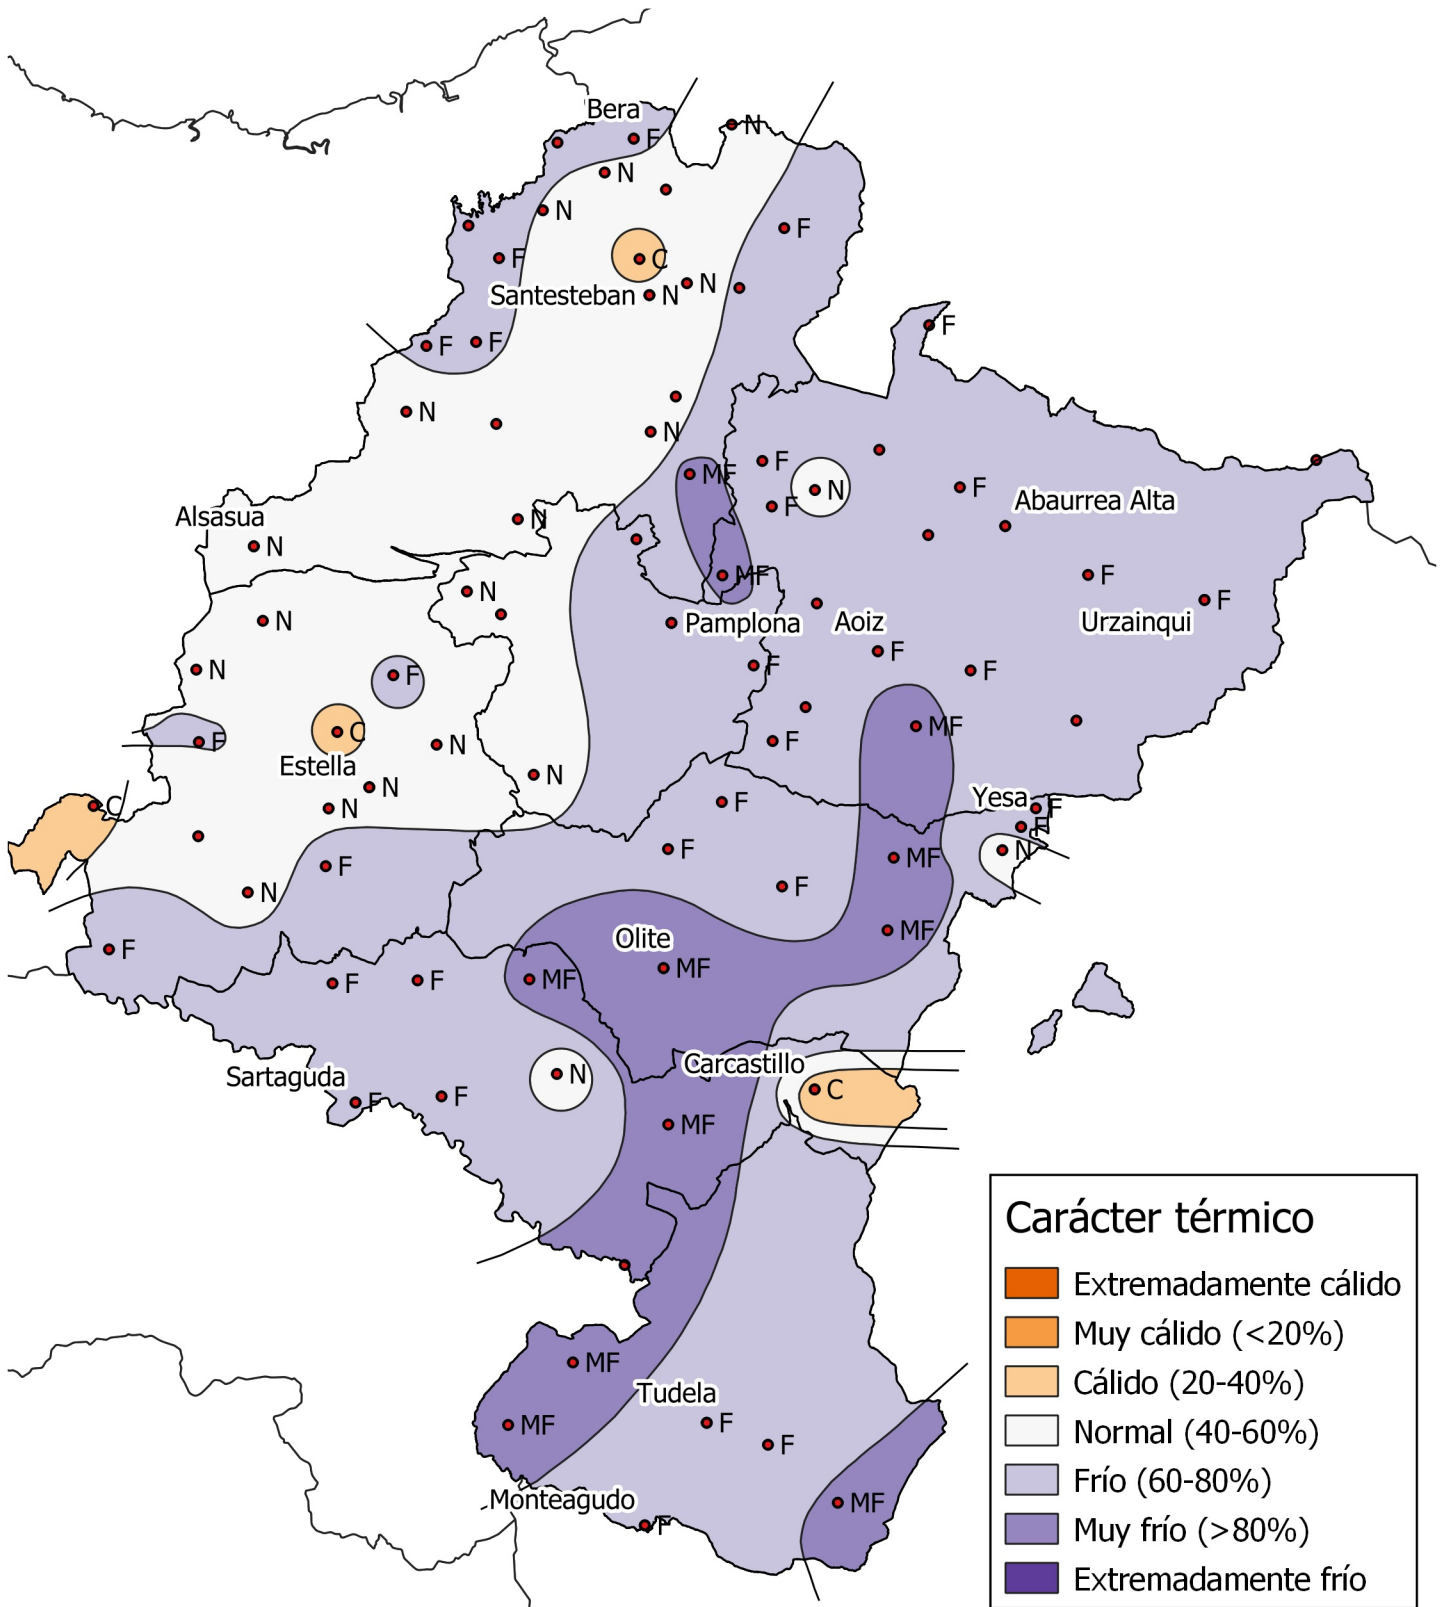 Bera
F
N
N
N
F
F
C
N
Santesteban
N
F
F
F
N
N
MF
F
N
F
F
Abaurrea Alta
Alsasua
N
N
MF
F
F
N
N
Pamplona
Aoiz
Urzainqui
F
F
F
N
F
MF
F
C
N
F
Estella
N
N
N
Yesa
C
F
F
F
F
N
F
MF
F
F
N
MF
Olite
F
MF
MF
F
F
Carcastillo
Sartaguda
N
C
F
F
MF
MF
Tudela
MF
F
F
Monteagudo
MF
F
Carácter térmico
Extremadamente cálido
Muy cálido (<20%)
Cálido (20-40%)
Normal (40-60%)
Frío (60-80%)
Muy frío (>80%)
Extremadamente frío